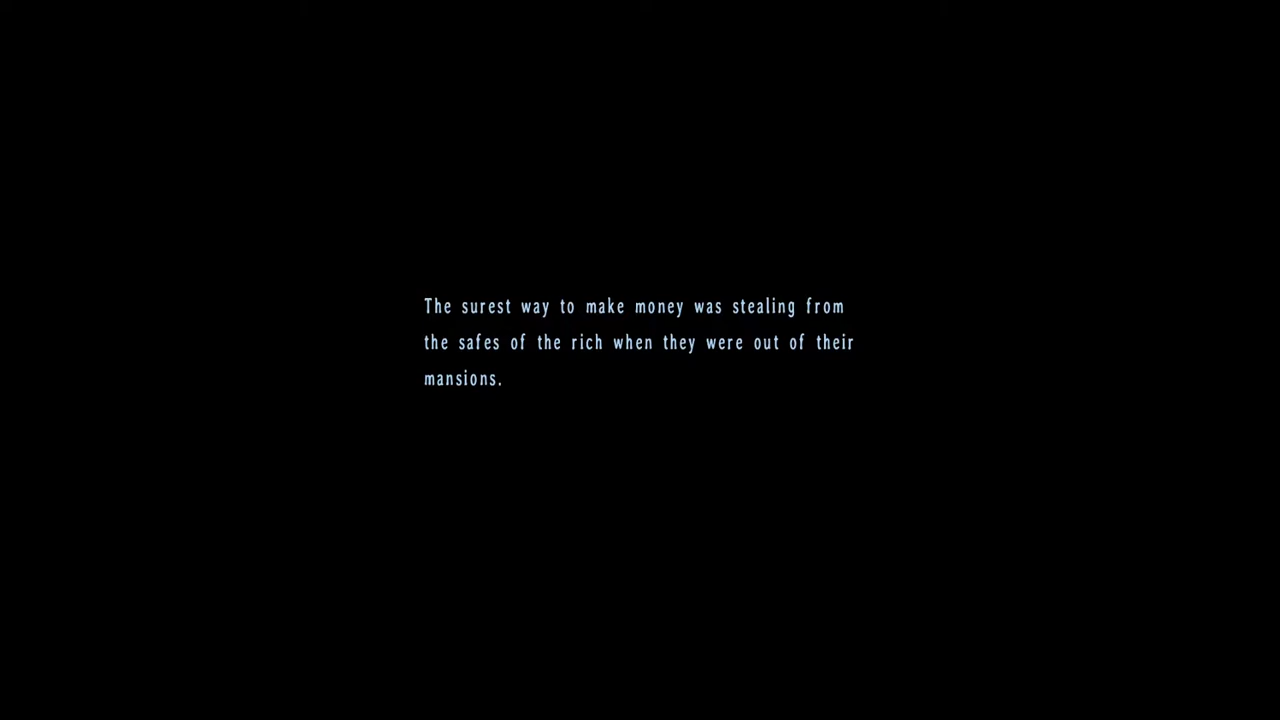 The surest way to make money was stealing from
the safes of the rich when they were out of their
mansions.